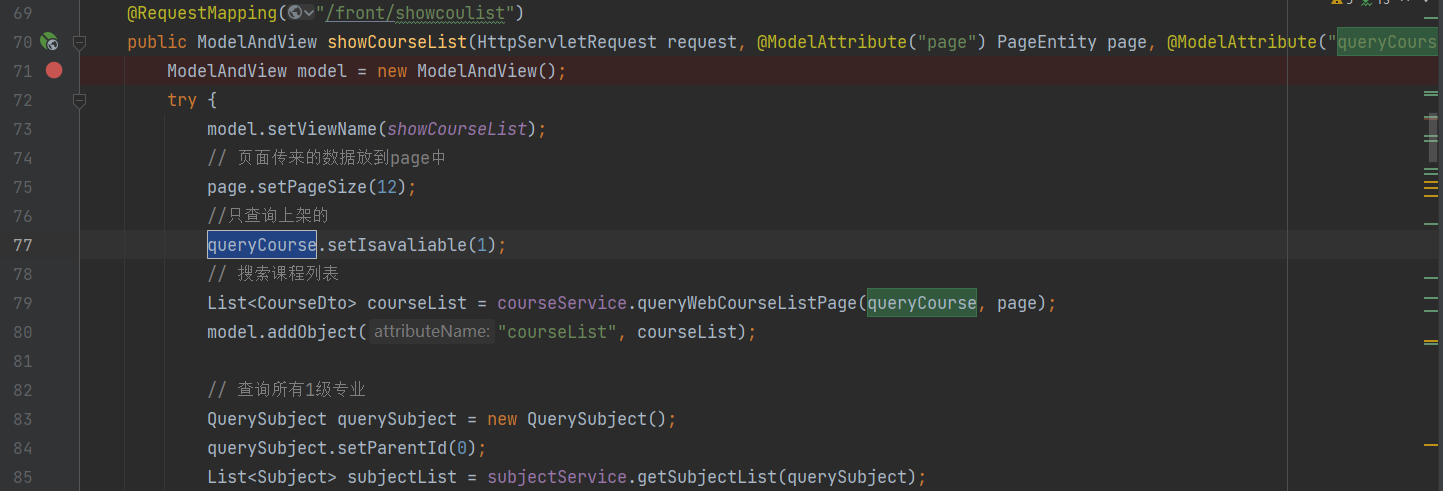 69 @RequestMapping("/front/showcoulist")
70 public ModelAndView showCourseList(HttpServletRequest request, @ModelAttribute("page") PageEntity page, @ModelAttribute("queryCours
71 ModelAndView model = new ModelAndView();
72 try {
73 model.setViewName(showCourseList);
74 // 页面传来的数据放到page中
75 page.setPageSize(12);
76 //只查询上架的
77 queryCourse.setIsavaliable(1);
78 // 搜索课程列表
79 List<CourseDto> courseList = courseService.queryWebCourseListPage(queryCourse, page);
80 model.addObject( attributeName: "courseList", courseList);
81
82 // 查询所有1级专业
83 QuerySubject querySubject = new QuerySubject();
84 querySubject.setParentId(0);
85 List<Subject> subjectList = subjectService.getSubjectList(querySubject);